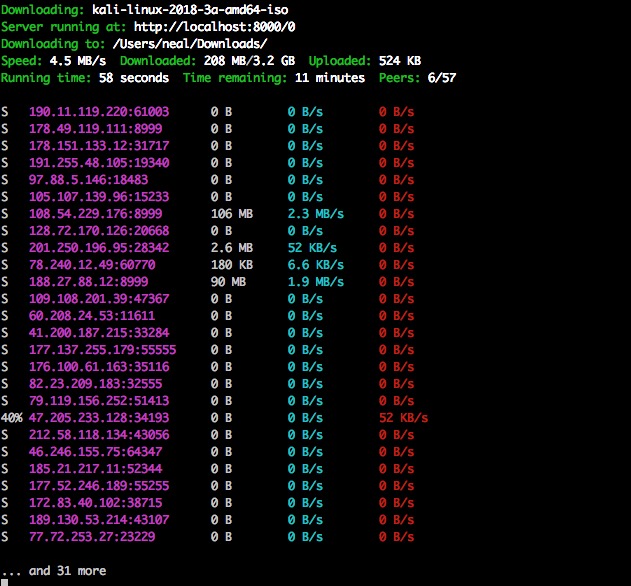 Downloading: kali-linux-2018-3a-amd64-iso
Server running at: http://localhost:8000/0
Downloading to: /Users/neal/Downloads/
Speed: 4.5 MB/s  Downloaded: 208 MB/3.2 GB  Uploaded: 524 KB
Running time: 58 seconds  Time remaining: 11 minutes  Peers: 6/57
S 190.11.119.220:61003 0 B 0 B/s 0 B/s
S 178.49.119.111:8999 0 B 0 B/s 0 B/s
S 178.151.133.12:31717 0 B 0 B/s 0 B/s
S 191.255.48.105:19340 0 B 0 B/s 0 B/s
S 97.88.5.146:18483 0 B 0 B/s 0 B/s
S 105.107.139.96:15233 0 B 0 B/s 0 B/s
S 108.54.229.176:8999 106 MB 2.3 MB/s 0 B/s
S 128.72.170.126:20668 0 B 0 B/s 0 B/s
S 201.250.196.95:28342 2.6 MB 52 KB/s 0 B/s
S 78.240.12.49:60770 180 KB 6.6 KB/s 0 B/s
S 188.27.88.12:8999 90 MB 1.9 MB/s 0 B/s
S 109.108.201.39:47367 0 B 0 B/s 0 B/s
S 60.208.24.53:11611 0 B 0 B/s 0 B/s
S 41.200.187.215:33284 0 B 0 B/s 0 B/s
S 177.137.255.179:55555 0 B 0 B/s 0 B/s
S 176.100.61.163:35116 0 B 0 B/s 0 B/s
S 82.23.209.183:32555 0 B 0 B/s 0 B/s
S 79.119.156.252:51413 0 B 0 B/s 0 B/s
40% 47.205.233.128:34193 0 B 0 B/s 52 KB/s
S 212.58.118.134:43056 0 B 0 B/s 0 B/s
S 46.246.155.75:64347 0 B 0 B/s 0 B/s
S 185.21.217.11:52344 0 B 0 B/s 0 B/s
S 177.52.246.189:55255 0 B 0 B/s 0 B/s
S 172.83.40.102:38715 0 B 0 B/s 0 B/s
S 189.130.53.214:43107 0 B 0 B/s 0 B/s
S 77.72.253.27:23229 0 B 0 B/s 0 B/s
... and 31 more